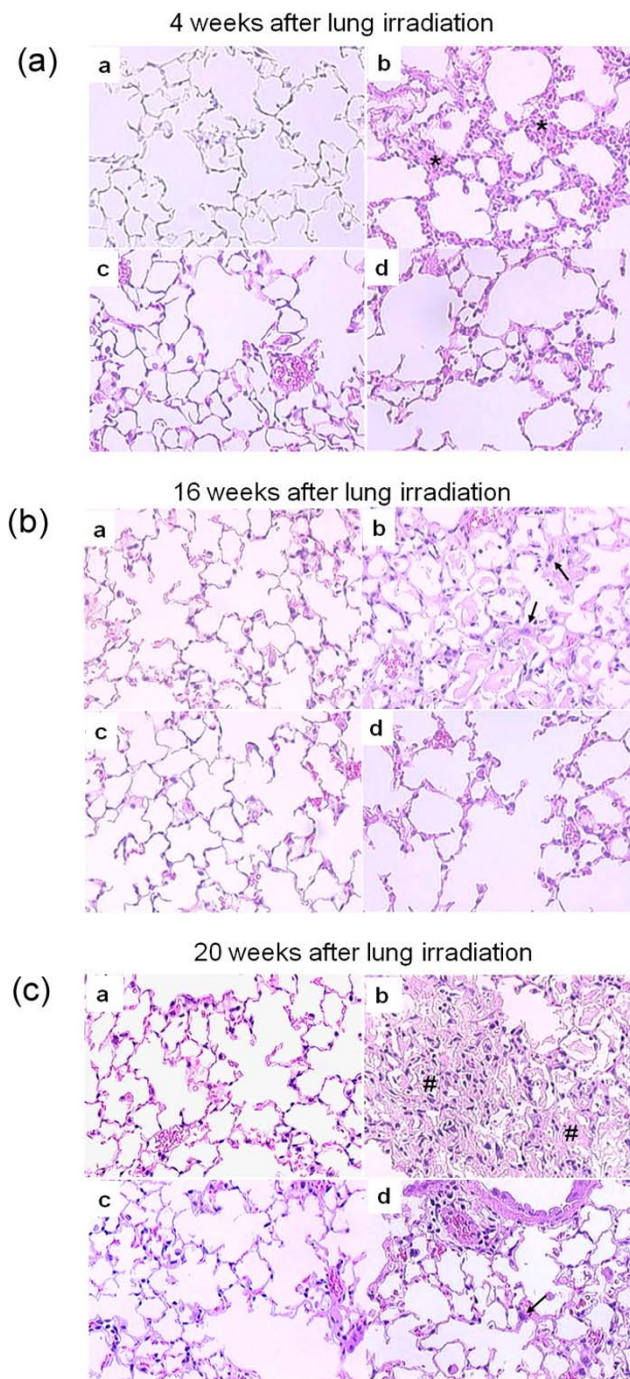 4 weeks after lung irradiation
(a)
a
b
*
*
c
d
16 weeks after lung irradiation
(b)
a
b
c
d
20 weeks after lung irradiation
(c)
a
b
#
#
c
d